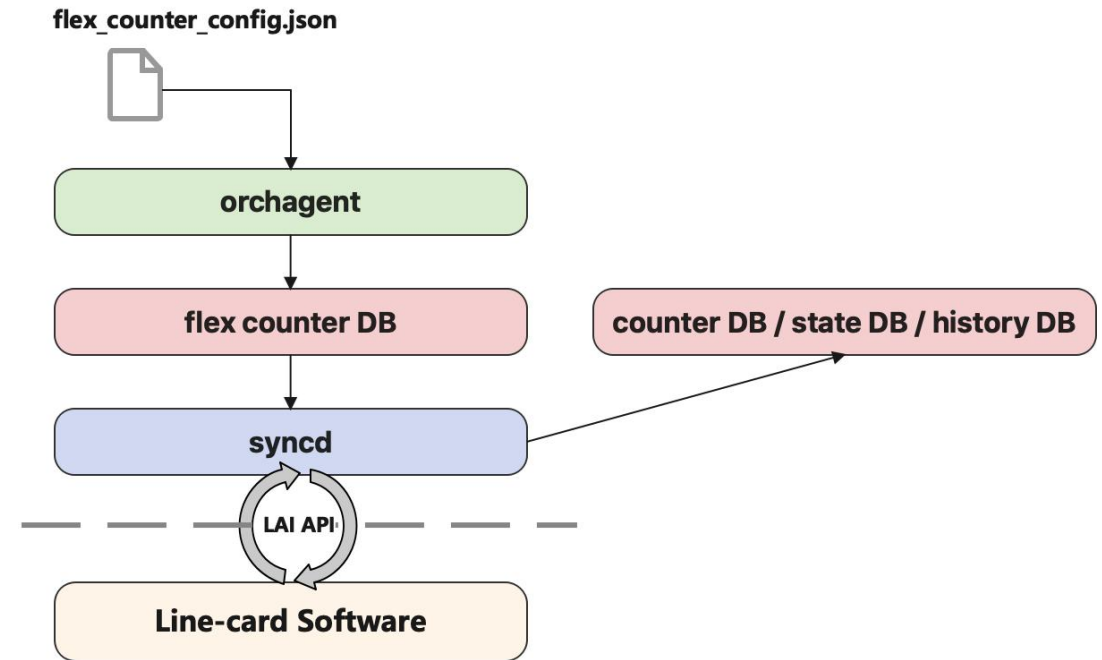 flex_counter_config.json
orchagent
flex counter DB
counter DB / state DB / history DB
syncd
LAI API
Line-card Software